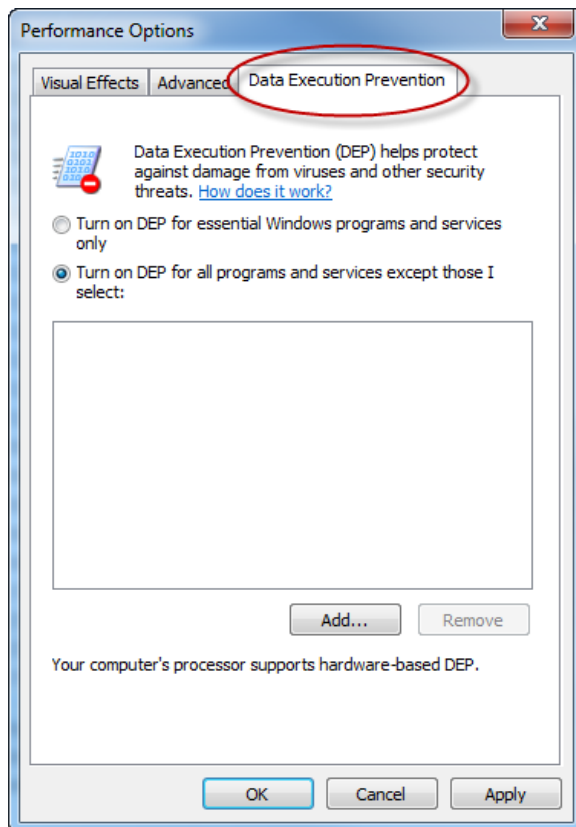 Performance Options
Visual Effects
Advanced
Data Execution Prevention
Data Execution Prevention (DEP) helps protect
against damage from viruses and other security
threats. How does it work?
Turn on DEP for essential Windows programs and services
only
Turn on DEP for all programs and services except those I
select:
Add...
Remove
Your computer's processor supports hardware-based DEP.
OK
Cancel
Apply